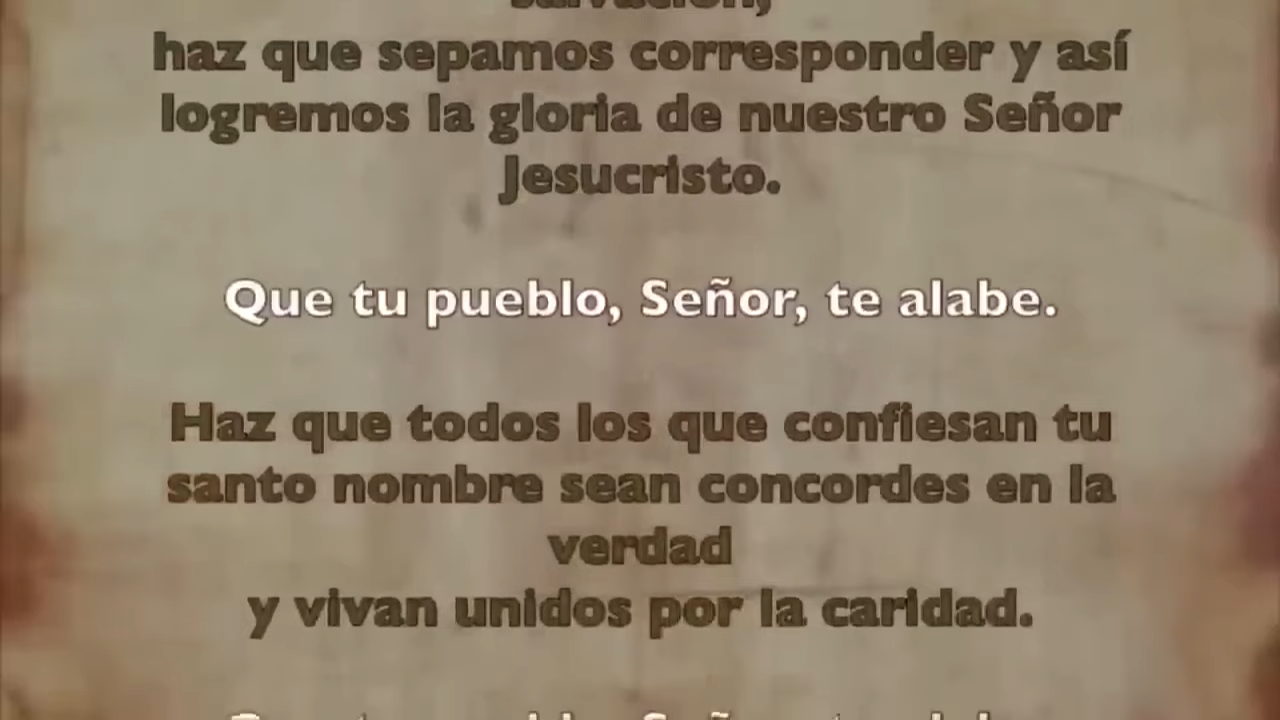 salvación,
haz que sepamos corresponder y así
logremos la gloria de nuestro Señor
Jesucristo.
Que tu pueblo, Señor, te alabe.
Haz que todos los que confiesan tu
santo nombre sean concordes en la
verdad
y vivan unidos por la caridad.